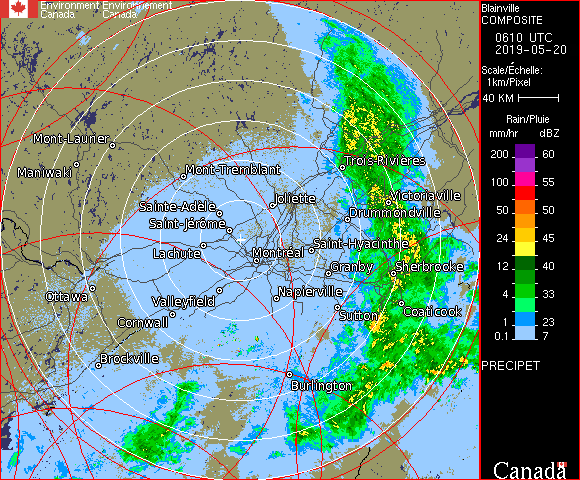 Environment Environnement
Canada Canada
Blainville
COMPOSITE
0610 UTC
2019-05-20
Scale/Échelle:
1km/Pixel
40 KM
Rain/Pluie
mm/hr dBZ
200 60
100 55
50 50
24 45
12 40
4 33
1 23
0.1 7
PRECIPET
Canada
Mont-Laurier
Maniwaki
Mont-Tremblant
Trois-Rivières
Joliette
Victoriaville
Sainte-Adèle
Drummondville
Saint-Jérôme
Saint-Hyacinthe
Lachute
Montréal
Granby
Sherbrooke
Ottawa
Valleyfield
Napierville
Coaticook
Cornwall
Sutton
Brockville
Burlington